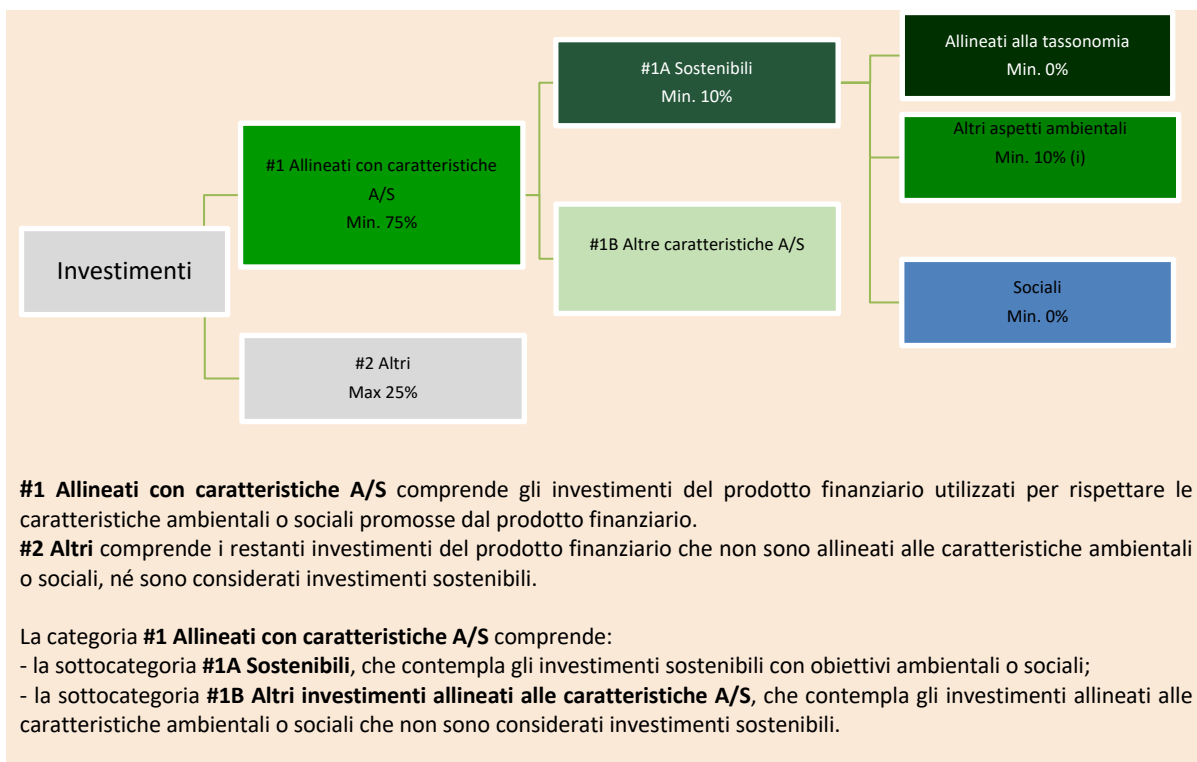 Allineati alla tassonomia
Min. 0%
#1A Sostenibili
Min. 10%
Altri aspetti ambientali
Min. 10% (i)
#1 Allineati con caratteristiche
A/S
Min. 75%
#1B Altre caratteristiche A/S
Investimenti
Sociali
Min. 0%
#2 Altri
Max 25%
#1 Allineati con caratteristiche A/S comprende gli investimenti del prodotto finanziario utilizzati per rispettare le
caratteristiche ambientali o sociali promosse dal prodotto finanziario.
#2 Altri comprende i restanti investimenti del prodotto finanziario che non sono allineati alle caratteristiche ambientali
o sociali, né sono considerati investimenti sostenibili.
La categoria #1 Allineati con caratteristiche A/S comprende:
- la sottocategoria #1A Sostenibili, che contempla gli investimenti sostenibili con obiettivi ambientali o sociali;
- la sottocategoria #1B Altri investimenti allineati alle caratteristiche A/S, che contempla gli investimenti allineati alle
caratteristiche ambientali o sociali che non sono considerati investimenti sostenibili.